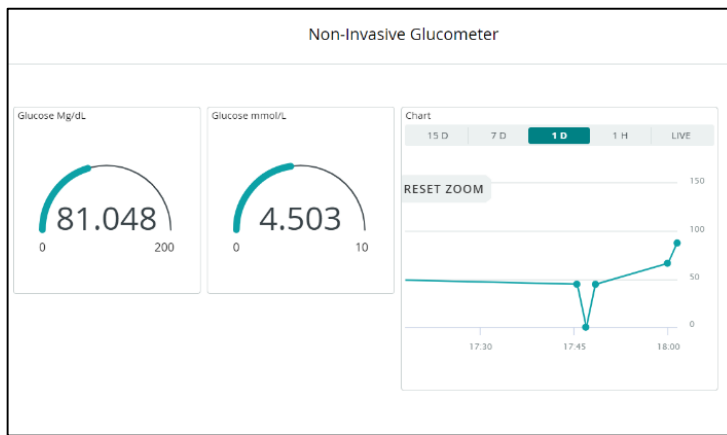 Non-Invasive Glucometer
Glucose Mg/dL
81.048
0
200
Glucose mmol/L
4.503
0
10
Chart
15 D
7 D
1 D
1 H
LIVE
RESET ZOOM
150
100
50
0
17:30
17:45
18:00